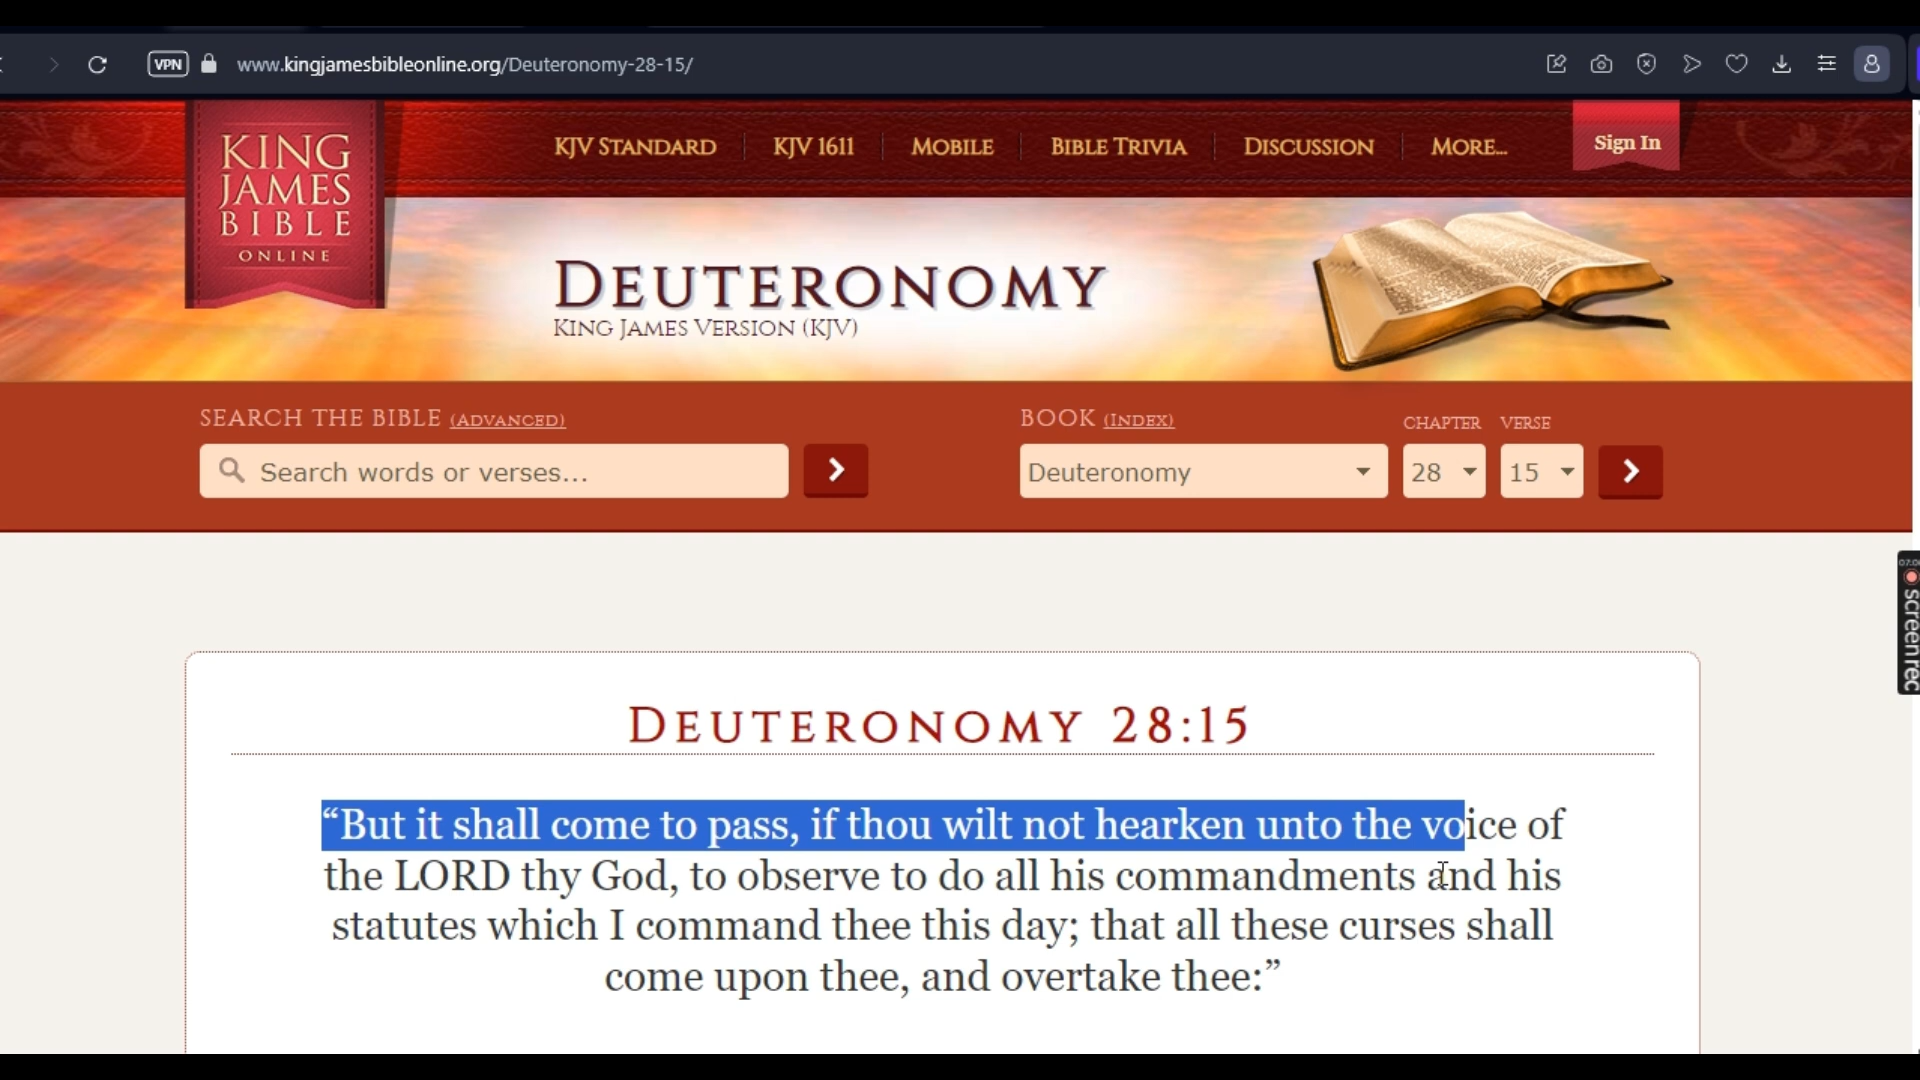 VPN www.kingjamesbibleonline.org/Deuteronomy-28-15/
KING
JAMES
BIBLE
ONLINE
KJV STANDARD KJV 1611 MOBILE BIBLE TRIVIA DISCUSSION MORE... Sign In
DEUTERONOMY
KING JAMES VERSION (KJV)
SEARCH THE BIBLE (ADVANCED) BOOK (INDEX) CHAPTER VERSE
Search words or verses... Deuteronomy 28 15
screenrec
DEUTERONOMY 28:15
“But it shall come to pass, if thou wilt not hearken unto the voice of
the LORD thy God, to observe to do all his commandments and his
statutes which I command thee this day; that all these curses shall
come upon thee, and overtake thee:”